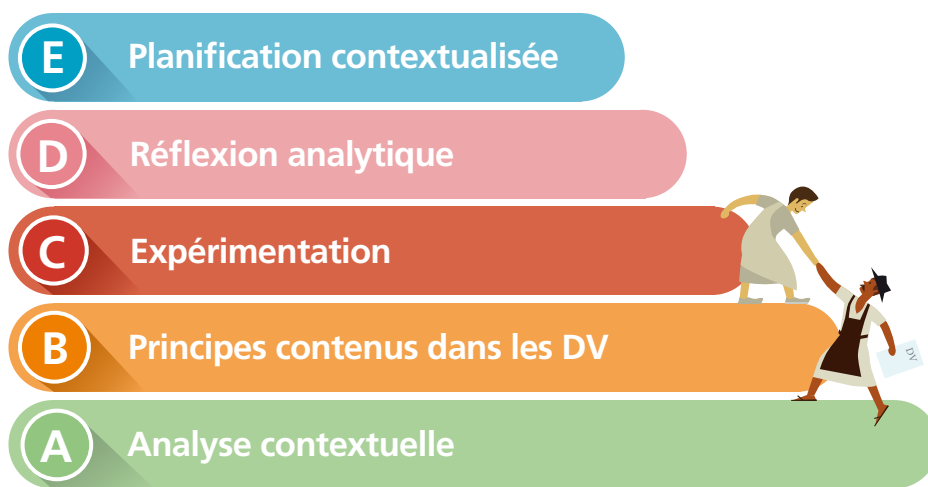 E Planification contextualisée
D Réflexion analytique
C Expérimentation
B Principes contenus dans les DV
DV
A Analyse contextuelle